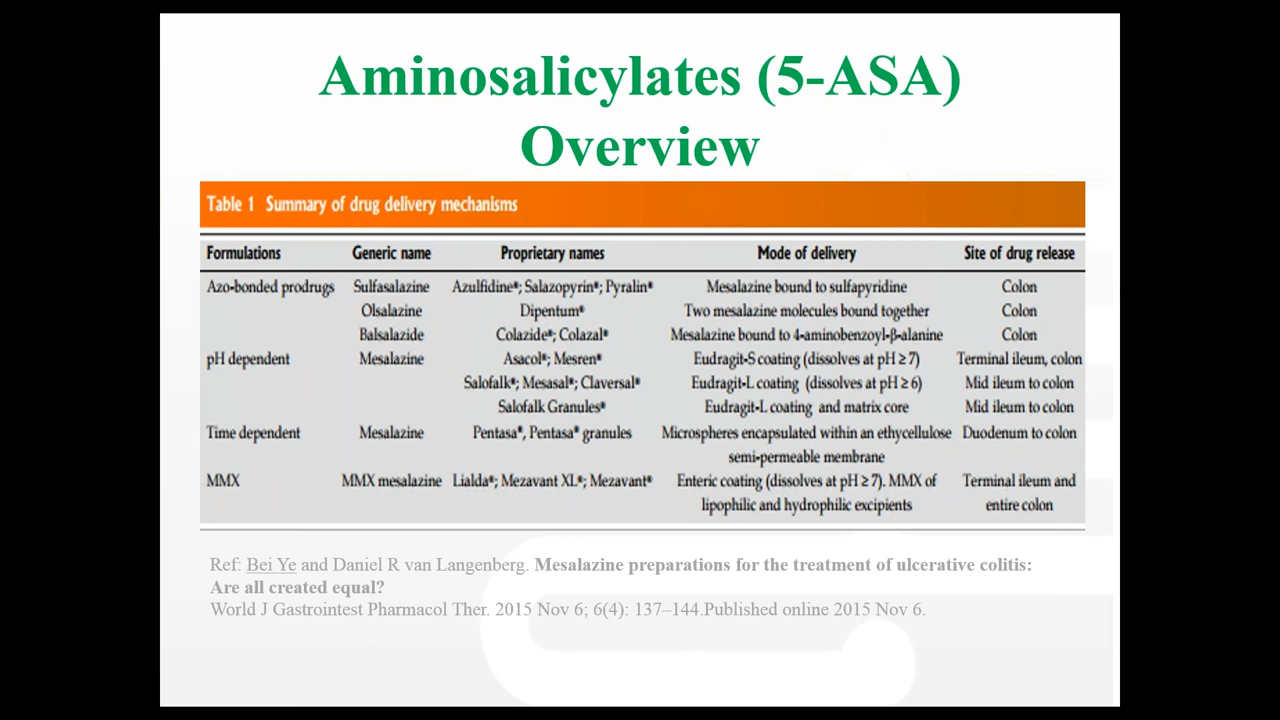 Aminosalicylates (5-ASA)
Overview
Table 1 Summary of drug delivery mechanisms
Formulations Generic name Proprietary names Mode of delivery Site of drug release
Azo-bonded prodrugs Sulfasalazine Azulfidine®; Salazopyrin®; Pyralin® Mesalazine bound to sulfapyridine Colon
Olsalazine Dipentum® Two mesalazine molecules bound together Colon
Balsalazide Colazide®; Colazal® Mesalazine bound to 4-aminobenzoyl-β-alanine Colon
pH dependent Mesalazine Asacol®; Mesren® Eudragit-S coating (dissolves at pH ≥ 7) Terminal ileum, colon
Salofalk®; Mesasal®; Claversal® Eudragit-L coating (dissolves at pH ≥ 6) Mid ileum to colon
Salofalk Granules® Eudragit-L coating and matrix core Mid ileum to colon
Time dependent Mesalazine Pentasa®, Pentasa® granules Microspheres encapsulated within an ethycellulose Duodenum to colon
semi-permeable membrane
MMX MMX mesalazine Lialda®; Mezavant XL®; Mezavant® Enteric coating (dissolves at pH ≥ 7). MMX of Terminal ileum and
lipophilic and hydrophilic excipients entire colon
Ref: Bei Ye and Daniel R van Langenberg. Mesalazine preparations for the treatment of ulcerative colitis:
Are all created equal?
World J Gastrointest Pharmacol Ther. 2015 Nov 6; 6(4): 137–144.Published online 2015 Nov 6.